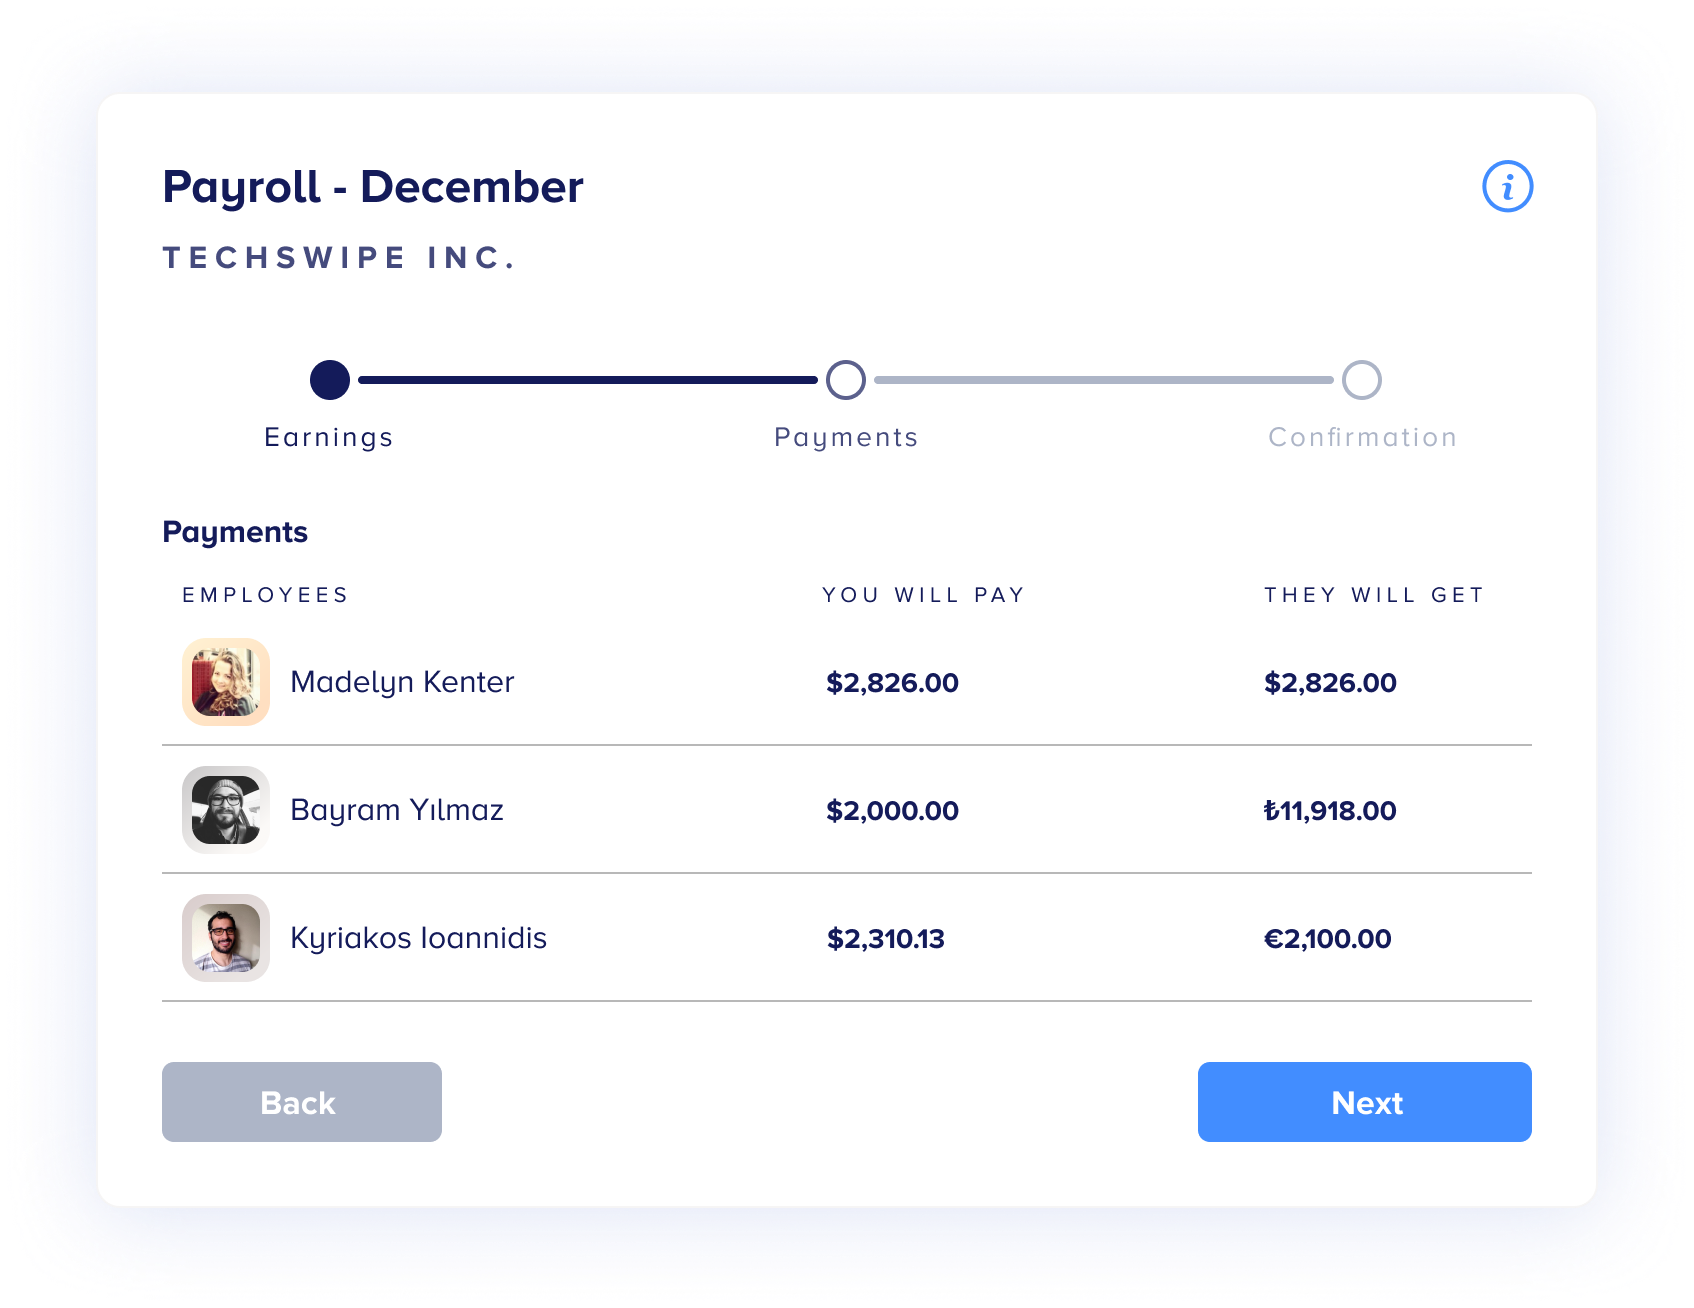 Payroll - December
i
TECHSWIPE INC.
Earnings Payments Confirmation
Payments
EMPLOYEES YOU WILL PAY THEY WILL GET
Madelyn Kenter $2,826.00 $2,826.00
Bayram Yılmaz $2,000.00 ₺11,918.00
Kyriakos Ioannidis $2,310.13 €2,100.00
Back Next